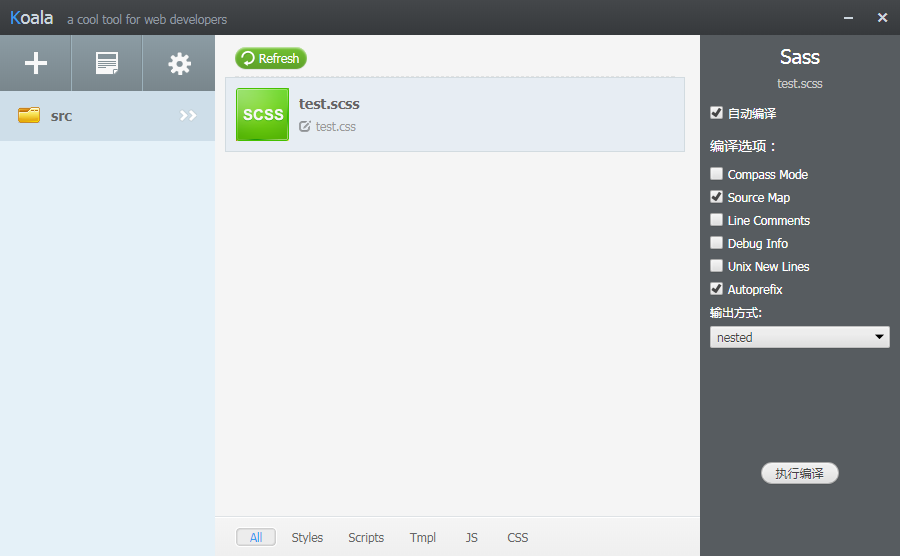 Koala a cool tool for web developers
src
Refresh
SCSS
test.scss
test.css
All Styles Scripts Tmpl JS CSS
Sass
test.scss
自动编译
编译选项：
Compass Mode
Source Map
Line Comments
Debug Info
Unix New Lines
Autoprefix
输出方式:
nested
执行编译